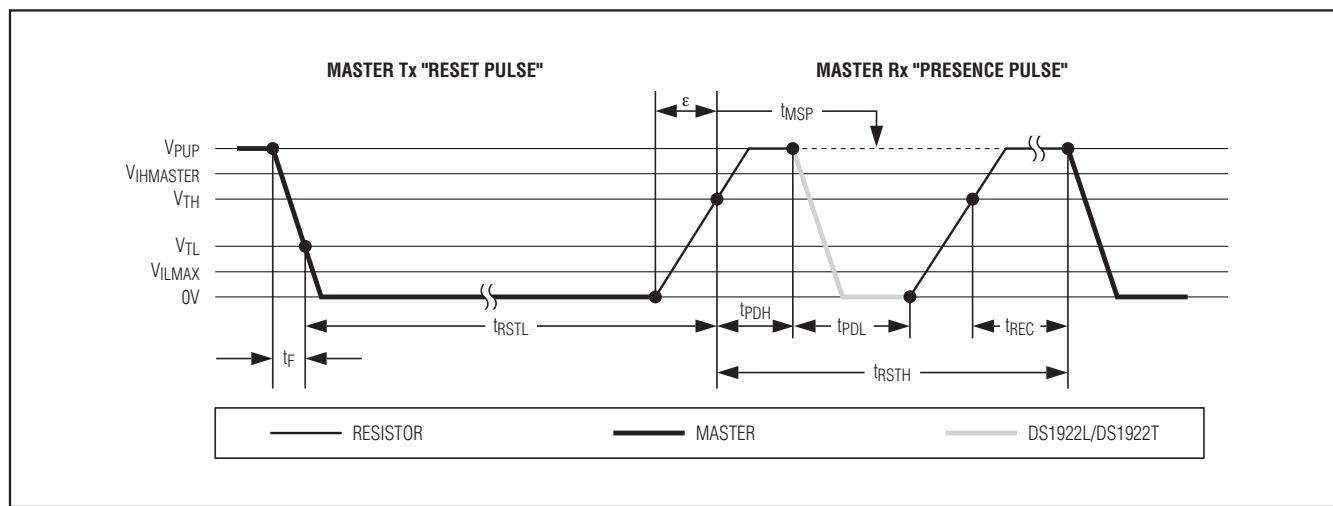 MASTER Tx "RESET PULSE" MASTER Rx "PRESENCE PULSE"
ε tMSP
VPUP
VIHMASTER
VTH
VTL
VILMAX
0V
tRSTL tPDH tPDL tREC
tF tRSTH
RESISTOR MASTER DS1922L/DS1922T